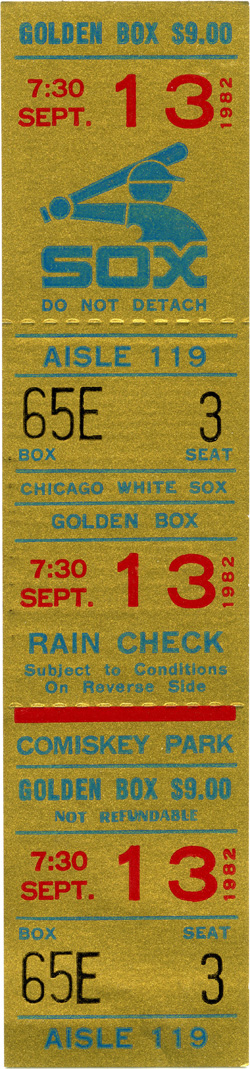 GOLDEN BOX $9.00
7:30
SEPT. 13 1982
SOX
DO NOT DETACH
AISLE 119
65E 3
BOX SEAT
CHICAGO WHITE SOX
GOLDEN BOX
7:30
SEPT. 13 1982
RAIN CHECK
Subject to Conditions
On Reverse Side
COMISKEY PARK
GOLDEN BOX $9.00
NOT REFUNDABLE
7:30
SEPT. 13 1982
BOX SEAT
65E 3
AISLE 119